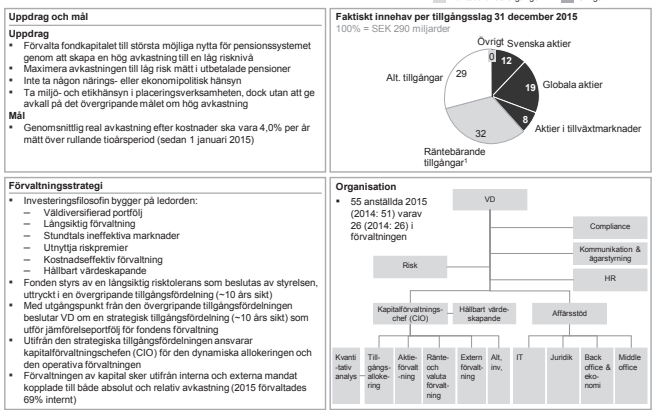 Uppdrag och mål
Uppdrag
▪ Förvalta fondkapitalet till största möjliga nytta för pensionssystemet
genom att skapa en hög avkastning till en låg risknivå
▪ Maximera avkastningen till låg risk mätt i utbetalade pensioner
▪ Inte ta någon närings- eller ekonomipolitisk hänsyn
▪ Ta miljö- och etikhänsyn i placeringsverksamheten, dock utan att ge
avkall på det övergripande målet om hög avkastning
Mål
▪ Genomsnittlig real avkastning efter kostnader ska vara 4,0% per år
mätt över rullande tioårsperiod (sedan 1 januari 2015)
Faktiskt innehav per tillgångsslag 31 december 2015
100% = SEK 290 miljarder
Övrigt Svenska aktier
0 12
Alt. tillgångar 29
19 Globala aktier
8 Aktier i tillväxtmarknader
32
Räntebärande
tillgångar¹
Förvaltningsstrategi
▪ Investeringsfilosofin bygger på ledorden:
– Väldiversifierad portfölj
– Långsiktig förvaltning
– Stundtals ineffektiva marknader
– Utnyttja riskpremier
– Kostnadseffektiv förvaltning
– Hållbart värdeskapande
▪ Fonden styrs av en långsiktig risktolerans som beslutas av styrelsen,
uttryckt i en övergripande tillgångsfördelning (~10 års sikt)
▪ Med utgångspunkt från den övergripande tillgångsfördelningen
beslutar VD om en strategisk tillgångsfördelning (~10 års sikt) som
utför jämförelseportfölj för fondens förvaltning
▪ Utifrån den strategiska tillgångsfördelningen ansvarar
kapitalförvaltningschefen (CIO) för den dynamiska allokeringen och
den operativa förvaltningen
▪ Förvaltningen av kapital sker utifrån interna och externa mandat
kopplade till både absolut och relativ avkastning (2015 förvaltades
69% internt)
Organisation
▪ 55 anställda 2015
(2014: 51) varav
26 (2014: 26) i
förvaltningen
VD
Compliance
Kommunikation &
ägarstyrning
Risk
HR
Kapitalförvaltnings-
chef (CIO)
Hållbart värde-
skapande
Affärsstöd
Kvanti
-tativ
analys
Till-
gångs-
alloke-
ring
Aktie-
förvalt
-ning
Ränte-
och
valuta
förvalt-
ning
Extern
förvalt-
ning
Alt,
inv,
IT
Juridik
Back
office &
eko-
nomi
Middle
office